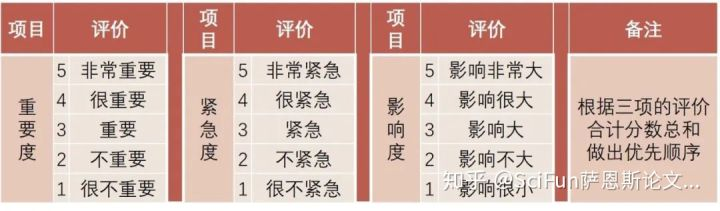 项目 评价 项目 评价 项目 评价 备注
重要度
5 非常重要
4 很重要
3 重要
2 不重要
1 很不重要
紧急度
5 非常紧急
4 很紧急
3 紧急
2 不紧急
1 很不紧急
影响度
5 影响非常大
4 影响很大
3 影响大
2 影响不大
1 影响很小
根据三项的评价
合计分数总和
做出优先顺序
知乎 @SciFun萨恩斯论文...